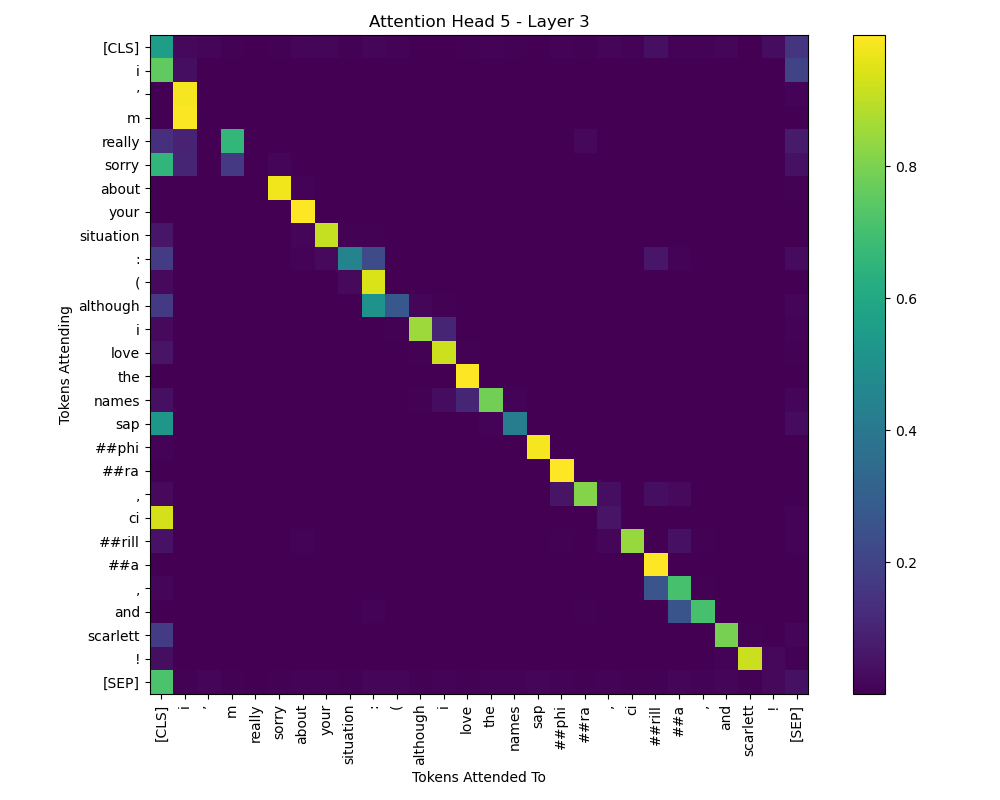 Attention Head 5 - Layer 3
[CLS]
i
'
m
really
sorry
about
your
situation
:
(
although
i
love
the
names
sap
##phi
##ra
,
ci
##rill
##a
,
and
scarlett
!
[SEP]
Tokens Attending
[CLS]
i
'
m
really
sorry
about
your
situation
:
(
although
i
love
the
names
sap
##phi
##ra
,
ci
##rill
##a
,
and
scarlett
!
[SEP]
Tokens Attended To
0.8
0.6
0.4
0.2